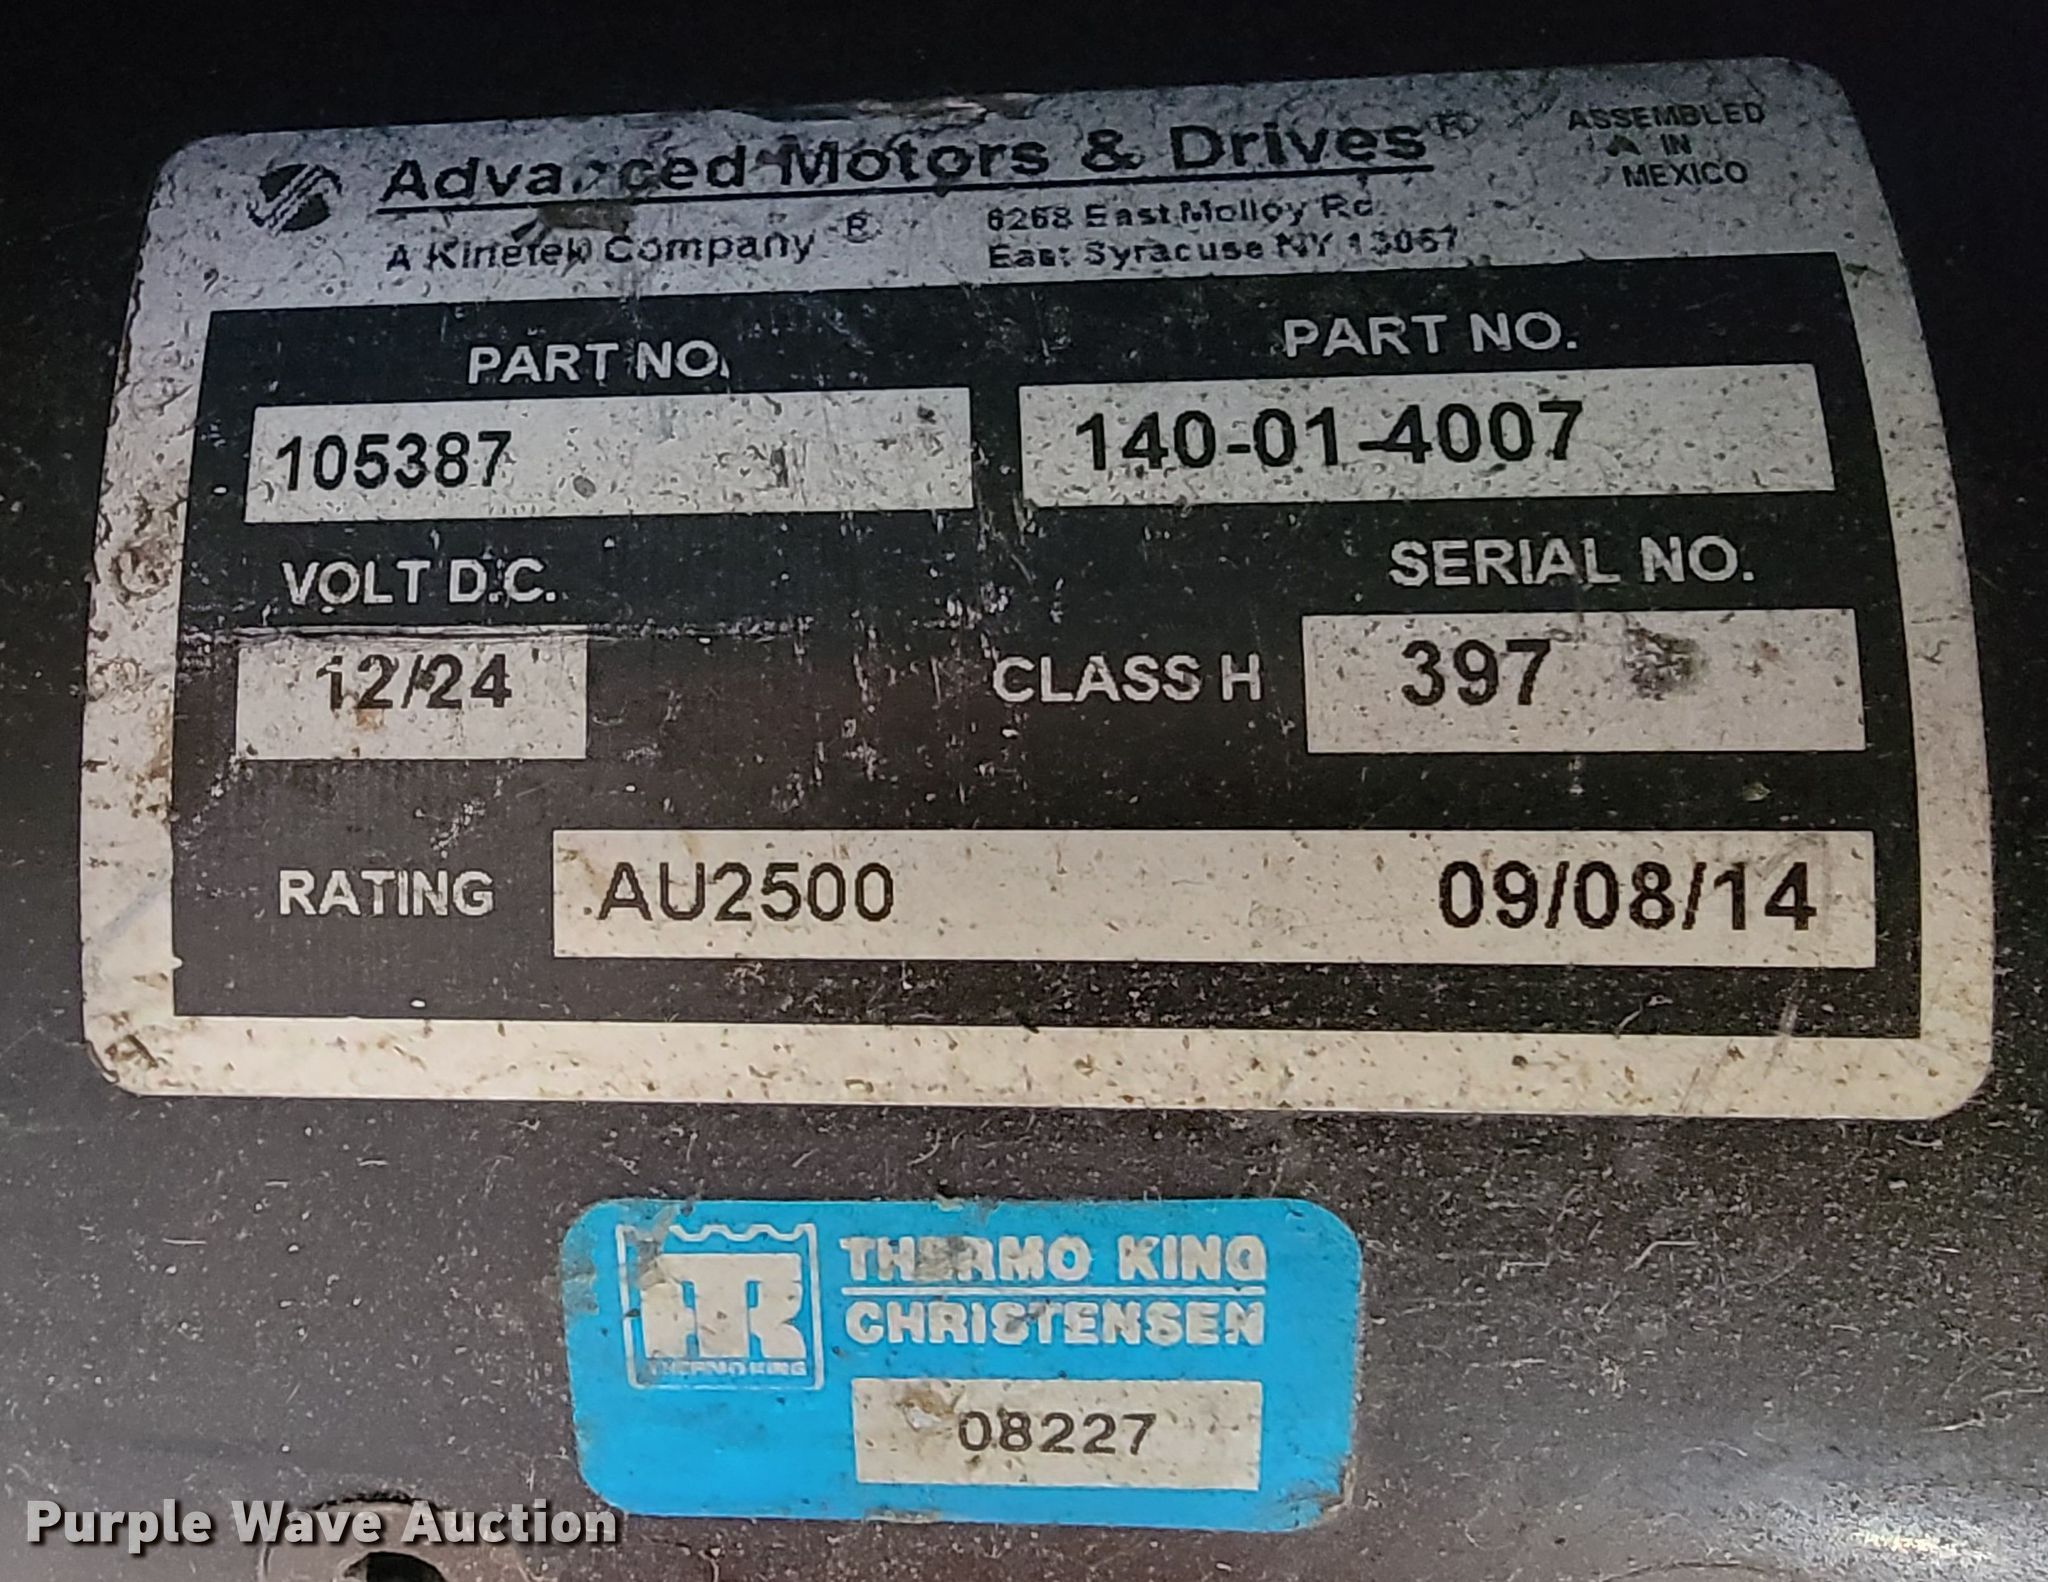 Advanced Motors & Drives®
ASSEMBLED
IN
MEXICO
A Kinetek Company ®
6268 East Molloy Rd.
East Syracuse NY 13057
PART NO.
PART NO.
105387
140-01-4007
VOLT D.C.
SERIAL NO.
12/24
CLASS H
397
RATING
AU2500
09/08/14
THERMO KING
CHRISTENSEN
THERMO KING
08227
Purple Wave Auction